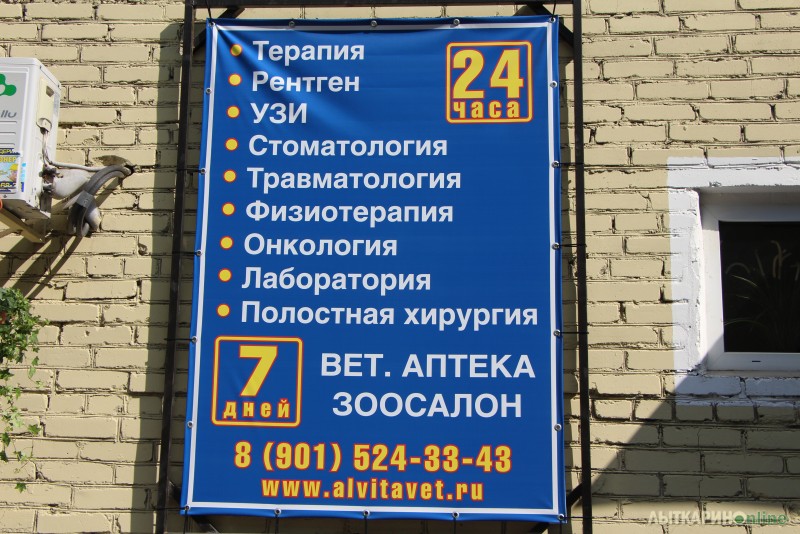 • Терапия
• Рентген
• УЗИ
• Стоматология
• Травматология
• Физиотерапия
• Онкология
• Лаборатория
• Полостная хирургия
24
часа
7
дней
ВЕТ. АПТЕКА
ЗООСАЛОН
8 (901) 524-33-43
www.alvitavet.ru
ЛЫТКАРИНОonline